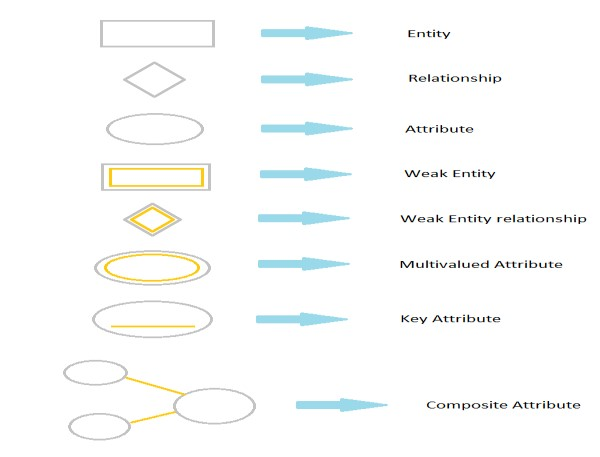 Entity
Relationship
Attribute
Weak Entity
Weak Entity relationship
Multivalued Attribute
Key Attribute
Composite Attribute